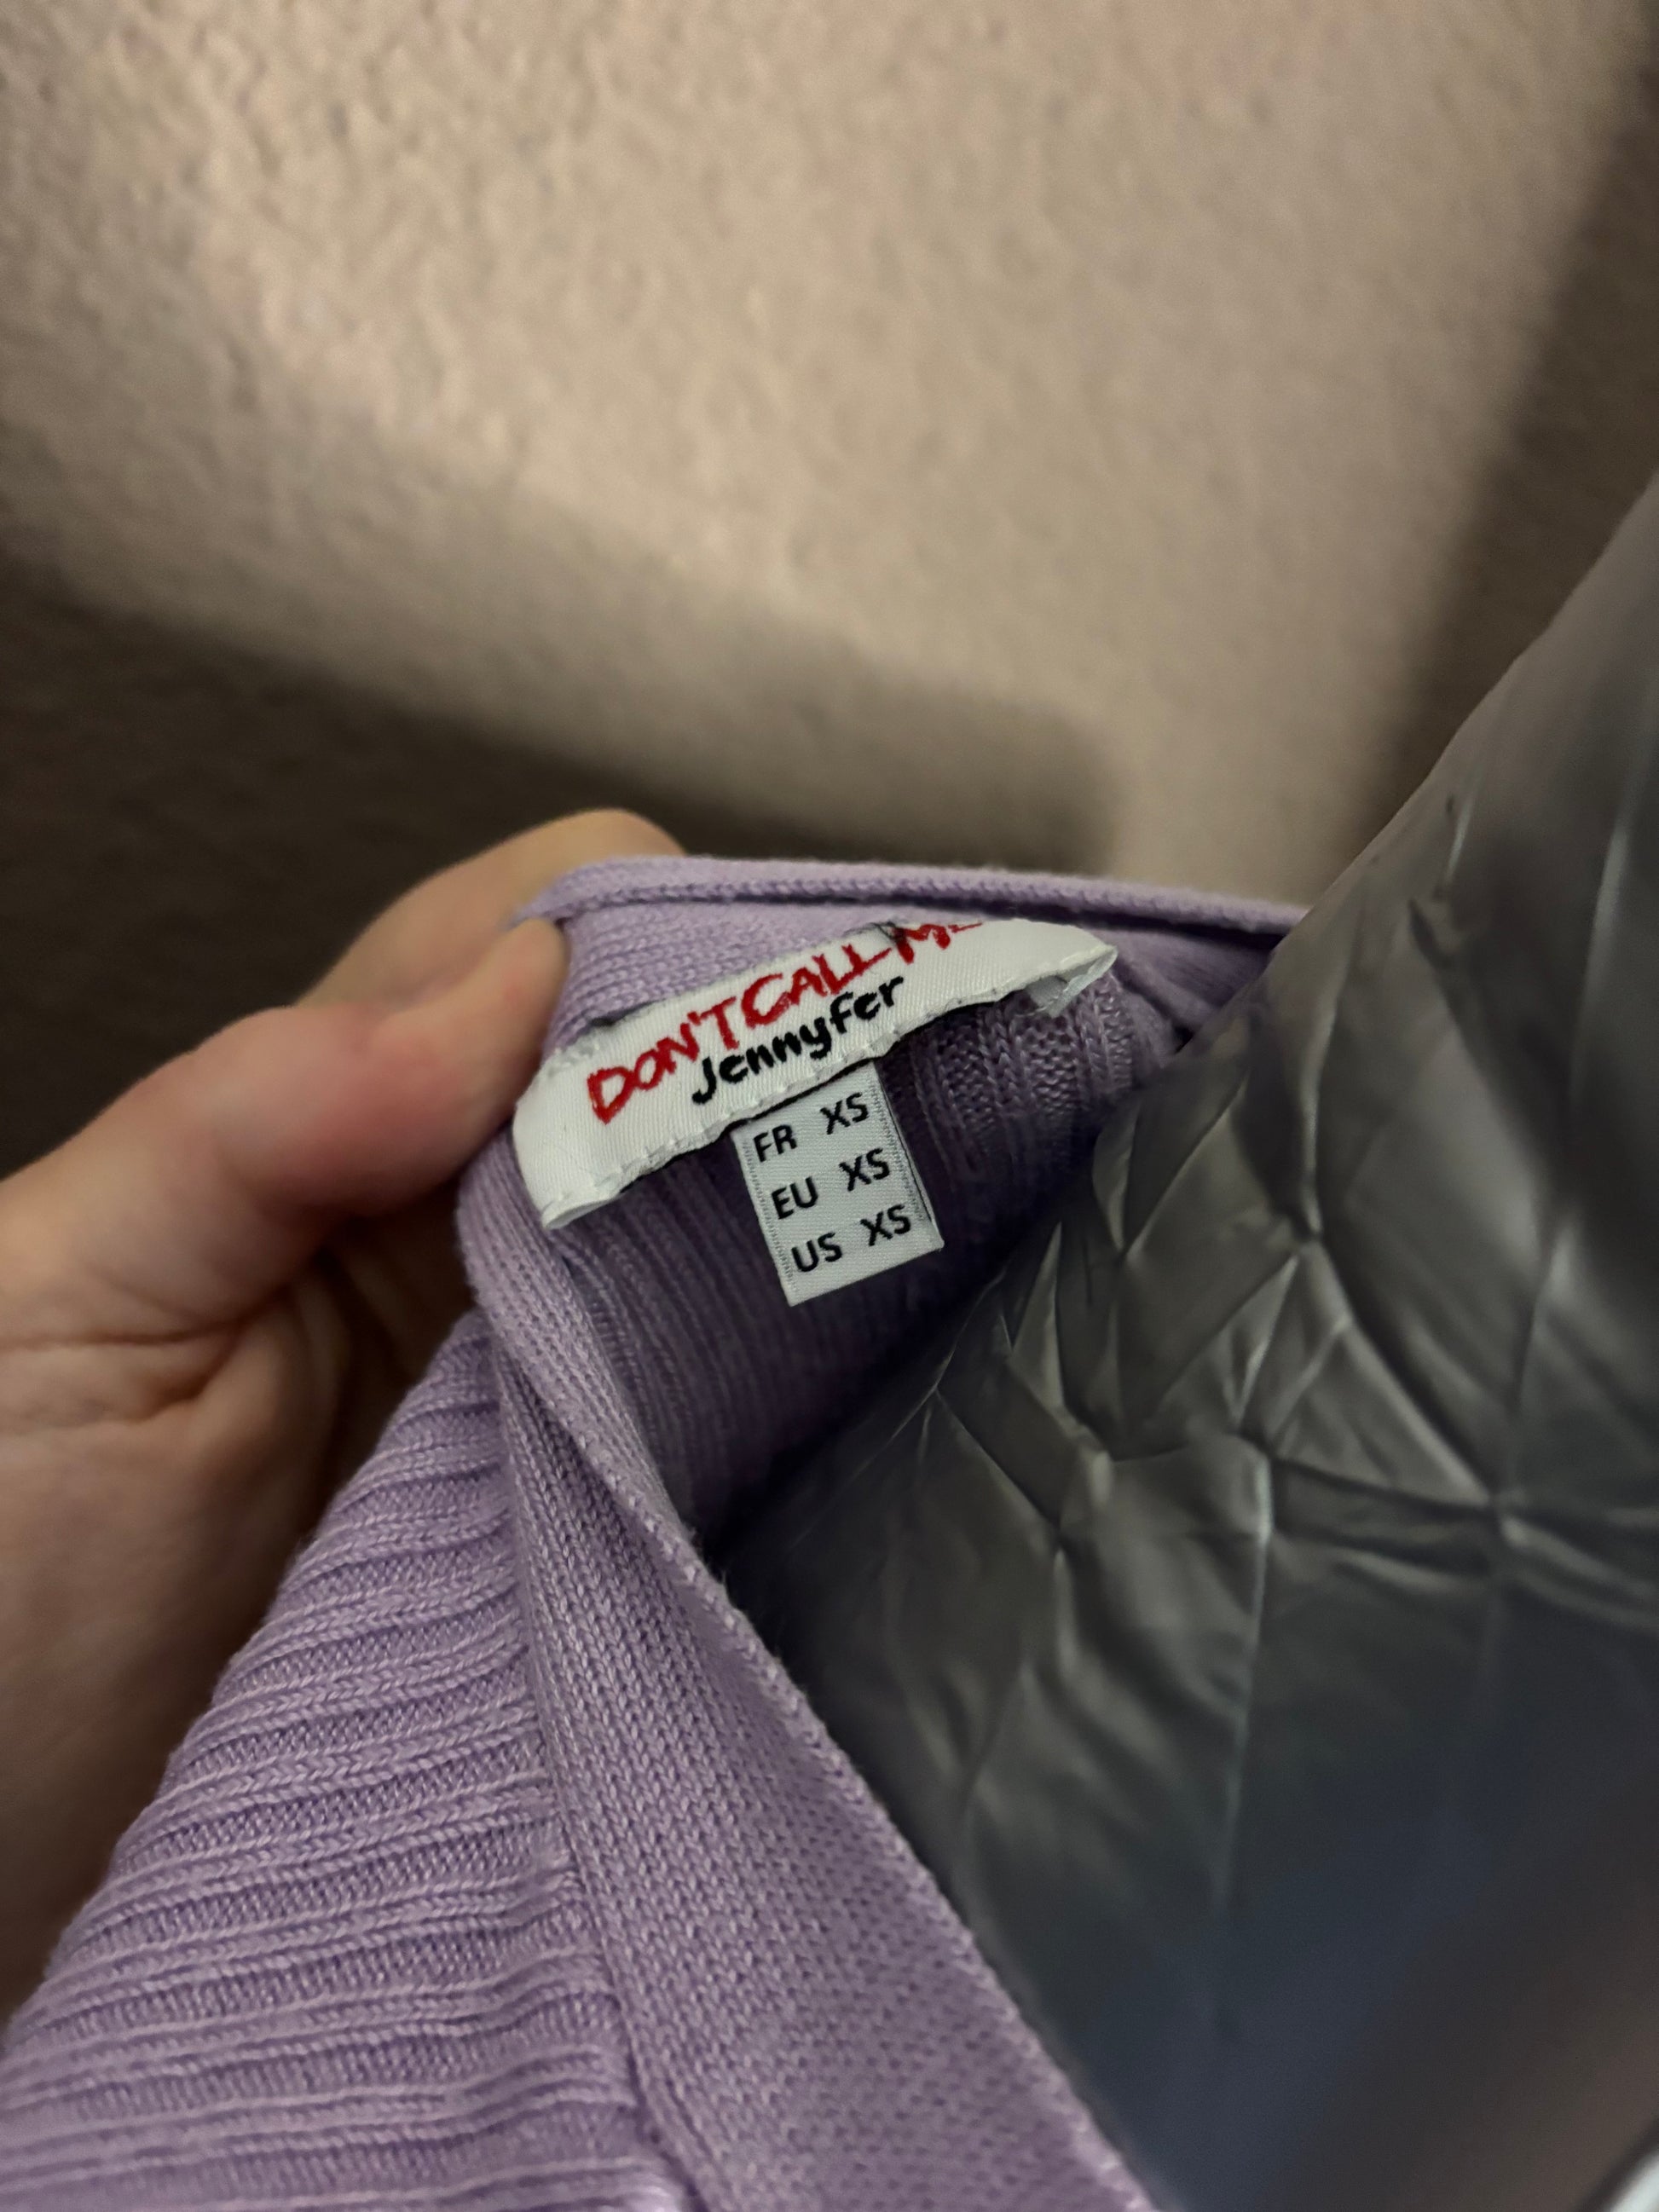 DON'T CALL ME
Jennyfer
FR XS
EU XS
US XS